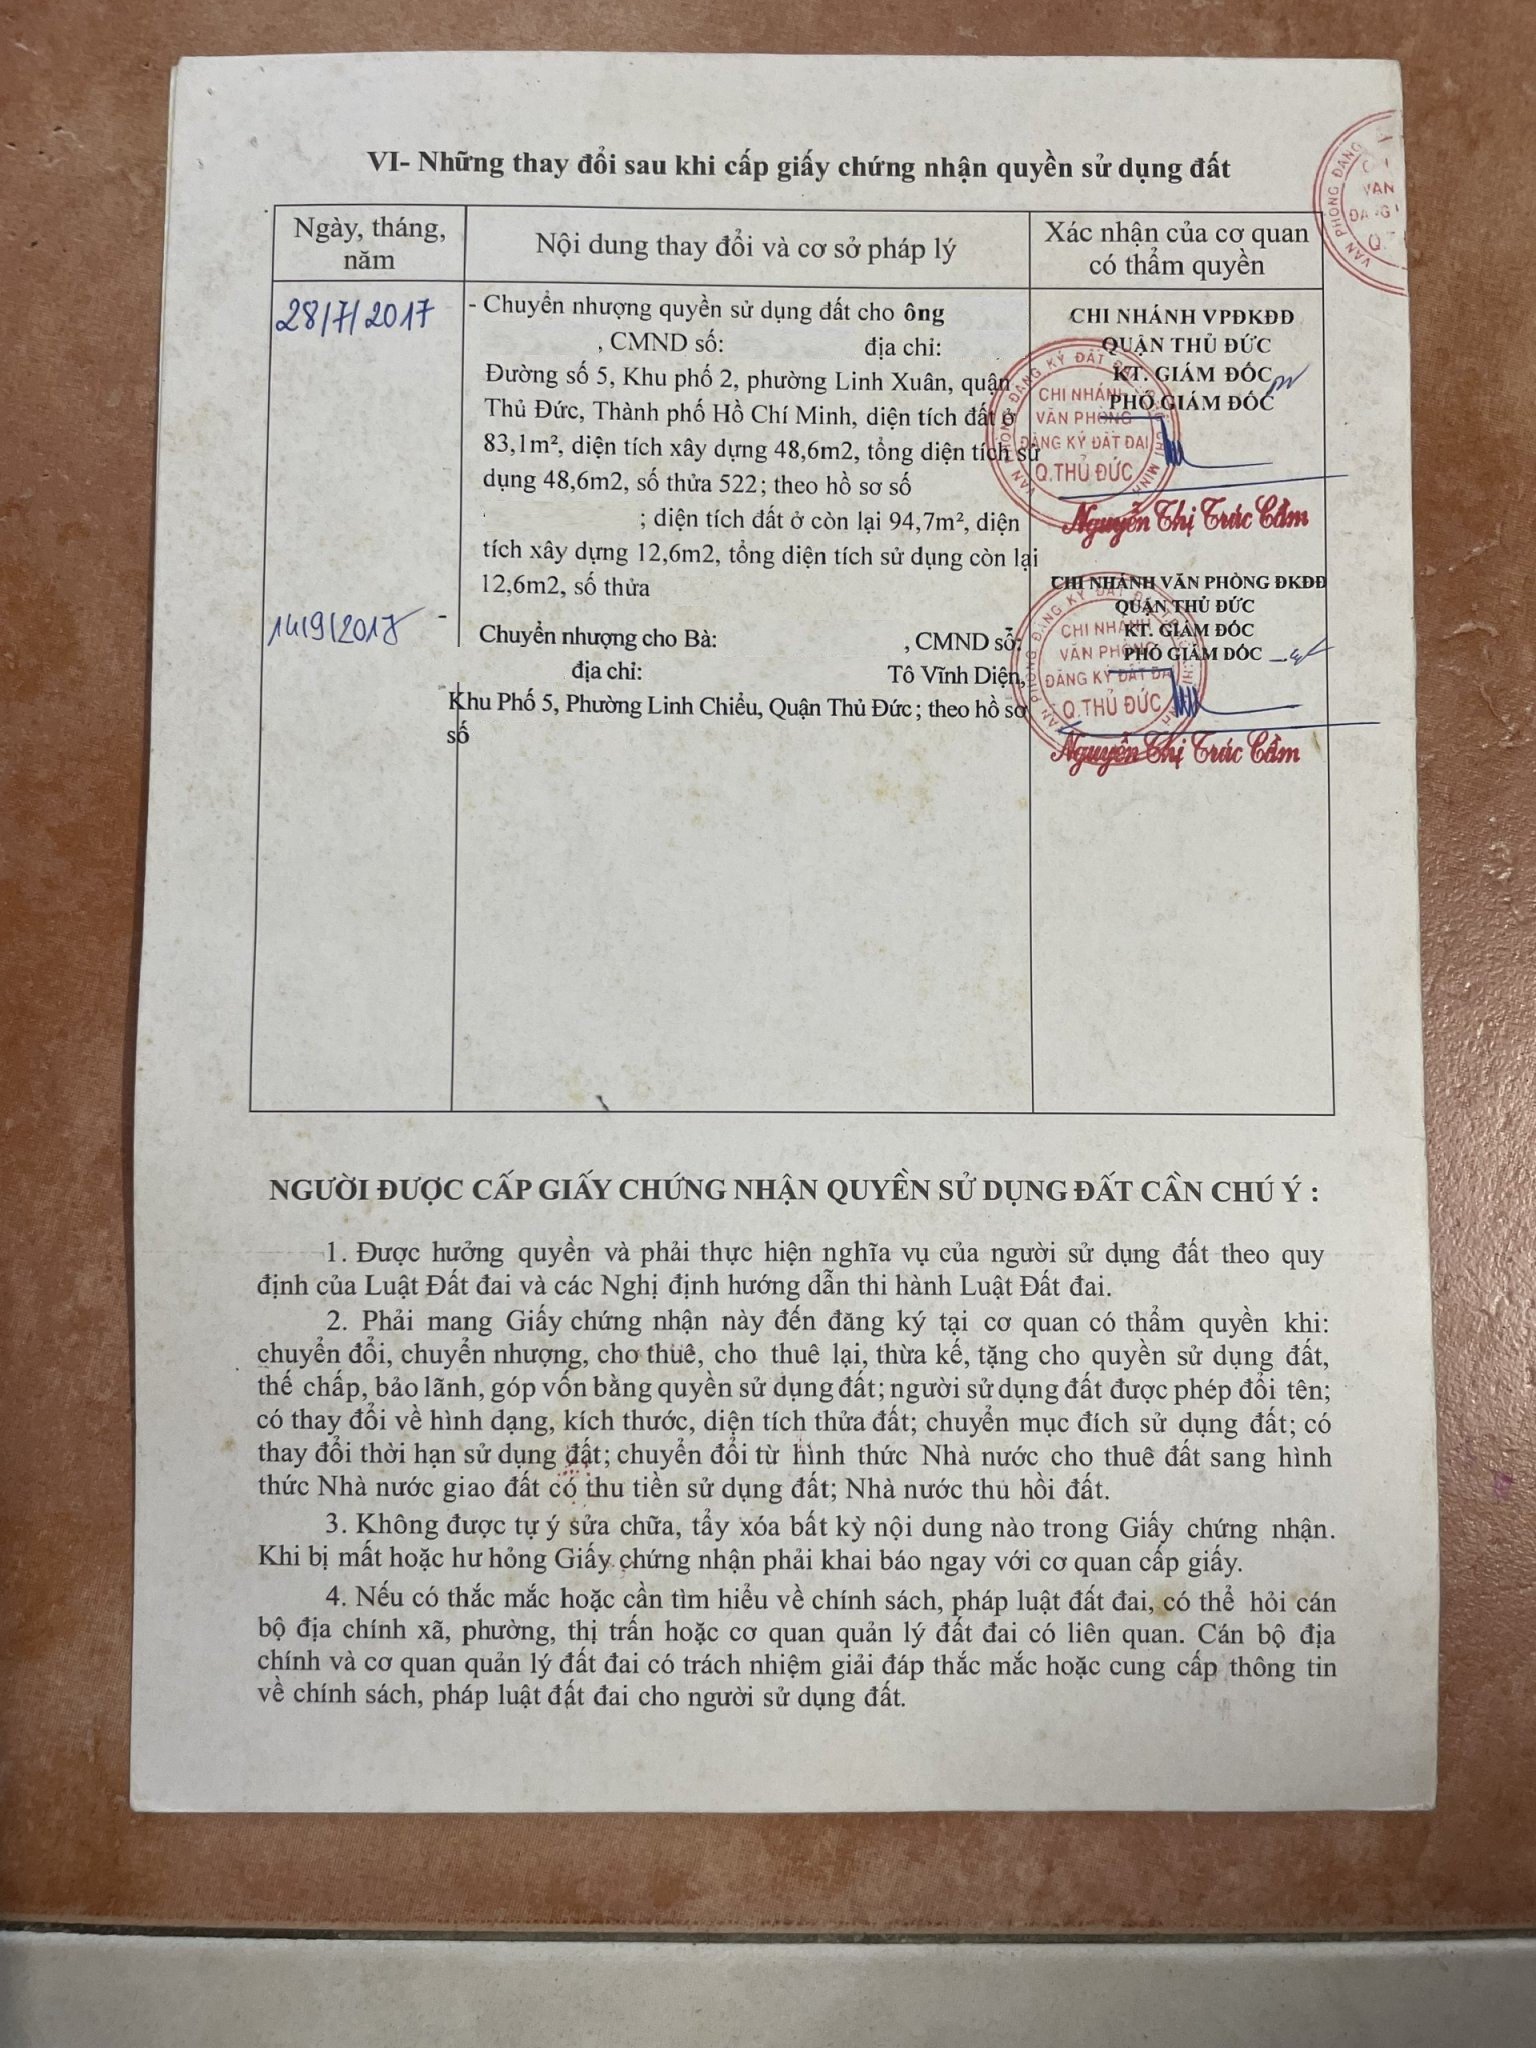 VI- Những thay đổi sau khi cấp giấy chứng nhận quyền sử dụng đất
Ngày, tháng,
năm
Nội dung thay đổi và cơ sở pháp lý
Xác nhận của cơ quan
có thẩm quyền
28/7/2017
- Chuyển nhượng quyền sử dụng đất cho ông
, CMND số: địa chỉ:
Đường số 5, Khu phố 2, phường Linh Xuân, quận
Thủ Đức, Thành phố Hồ Chí Minh, diện tích đất ở
83,1m², diện tích xây dựng 48,6m2, tổng diện tích sử
dụng 48,6m2, số thửa 522; theo hồ sơ số
; diện tích đất ở còn lại 94,7m², diện
tích xây dựng 12,6m2, tổng diện tích sử dụng còn lại
12,6m2, số thửa
CHI NHÁNH VPĐKĐĐ
QUẬN THỦ ĐỨC
KT. GIÁM ĐỐC
PHÓ GIÁM ĐỐC
CHI NHÁNH
VĂN PHÒNG
ĐĂNG KÝ ĐẤT ĐAI
Q.THỦ ĐỨC
Nguyễn Thị Trúc Cầm
14/9/2017
-
Chuyển nhượng cho Bà: , CMND số:
địa chỉ: Tô Vĩnh Diện,
Khu Phố 5, Phường Linh Chiểu, Quận Thủ Đức; theo hồ sơ
số
CHI NHÁNH VĂN PHÒNG ĐKĐĐ
QUẬN THỦ ĐỨC
KT. GIÁM ĐỐC
PHÓ GIÁM ĐỐC
CHI NHÁNH
VĂN PHÒNG
ĐĂNG KÝ ĐẤT ĐAI
Q.THỦ ĐỨC
Nguyễn Thị Trúc Cầm
NGƯỜI ĐƯỢC CẤP GIẤY CHỨNG NHẬN QUYỀN SỬ DỤNG ĐẤT CẦN CHÚ Ý :
1. Được hưởng quyền và phải thực hiện nghĩa vụ của người sử dụng đất theo quy
định của Luật Đất đai và các Nghị định hướng dẫn thi hành Luật Đất đai.
2. Phải mang Giấy chứng nhận này đến đăng ký tại cơ quan có thẩm quyền khi:
chuyển đổi, chuyển nhượng, cho thuê, cho thuê lại, thừa kế, tặng cho quyền sử dụng đất,
thế chấp, bảo lãnh, góp vốn bằng quyền sử dụng đất; người sử dụng đất được phép đổi tên;
có thay đổi về hình dạng, kích thước, diện tích thửa đất; chuyển mục đích sử dụng đất; có
thay đổi thời hạn sử dụng đất; chuyển đổi từ hình thức Nhà nước cho thuê đất sang hình
thức Nhà nước giao đất có thu tiền sử dụng đất; Nhà nước thu hồi đất.
3. Không được tự ý sửa chữa, tẩy xóa bất kỳ nội dung nào trong Giấy chứng nhận.
Khi bị mất hoặc hư hỏng Giấy chứng nhận phải khai báo ngay với cơ quan cấp giấy.
4. Nếu có thắc mắc hoặc cần tìm hiểu về chính sách, pháp luật đất đai, có thể hỏi cán
bộ địa chính xã, phường, thị trấn hoặc cơ quan quản lý đất đai có liên quan. Cán bộ địa
chính và cơ quan quản lý đất đai có trách nhiệm giải đáp thắc mắc hoặc cung cấp thông tin
về chính sách, pháp luật đất đai cho người sử dụng đất.